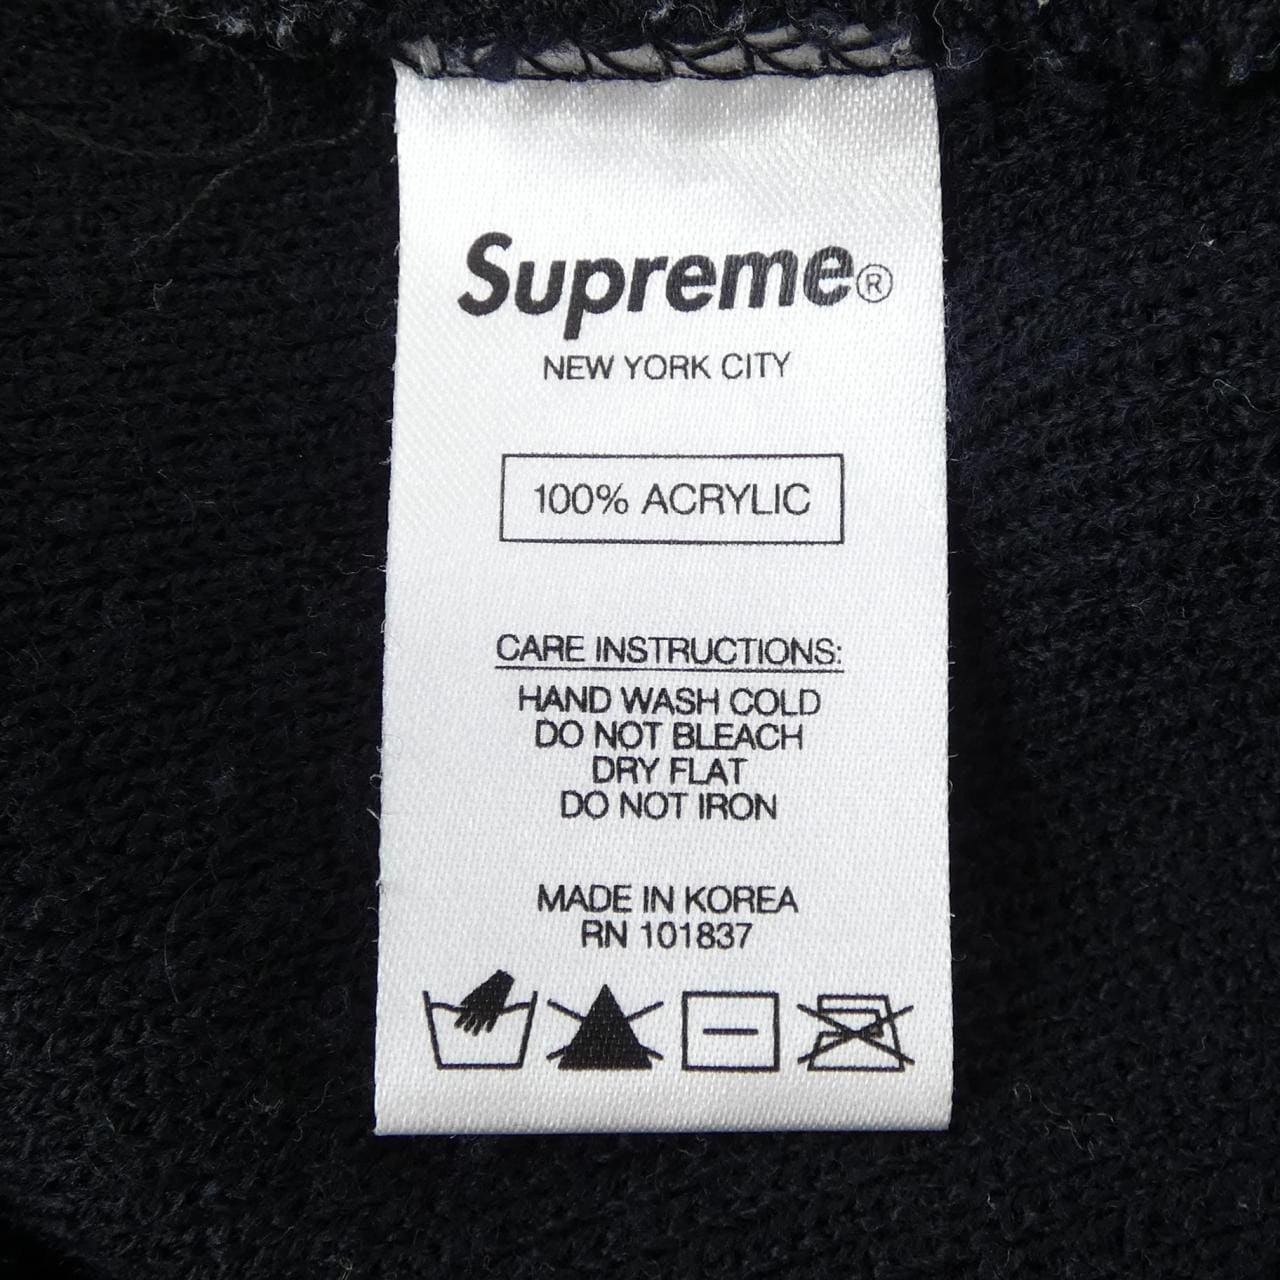 Supreme®
NEW YORK CITY
100% ACRYLIC
CARE INSTRUCTIONS:
HAND WASH COLD
DO NOT BLEACH
DRY FLAT
DO NOT IRON
MADE IN KOREA
RN 101837